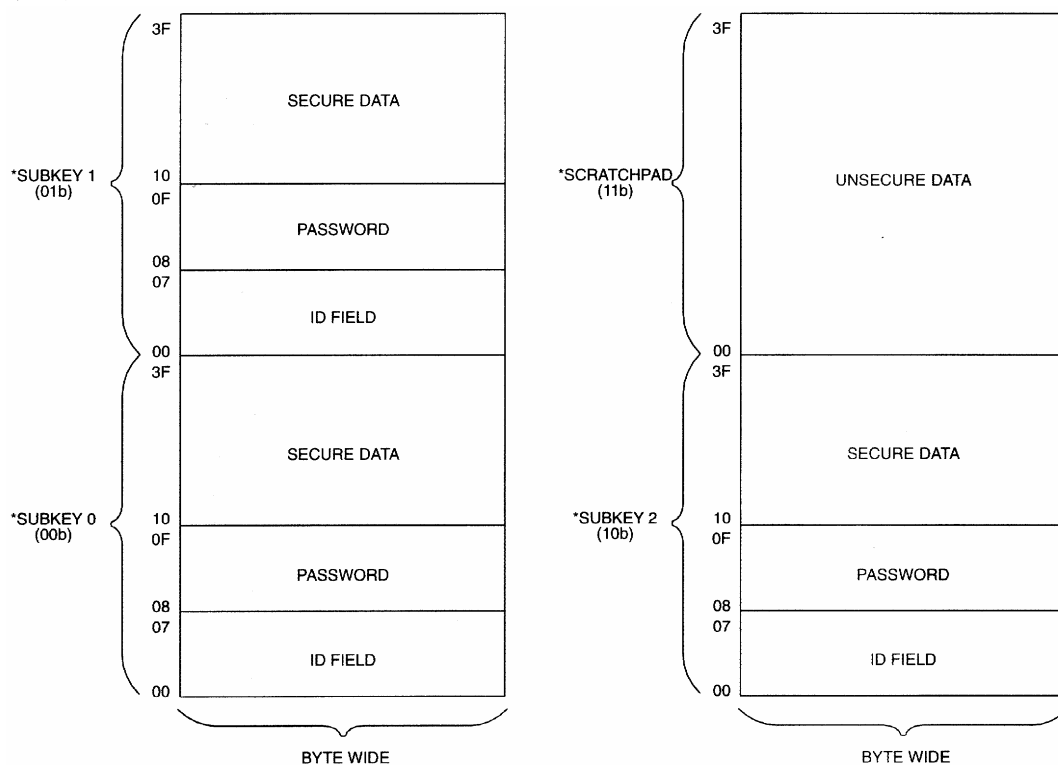 3F
SECURE DATA
*SUBKEY 1
(01b)
10
0F
PASSWORD
08
07
ID FIELD
00
3F
SECURE DATA
*SUBKEY 0
(00b)
10
0F
PASSWORD
08
07
ID FIELD
00
BYTE WIDE
3F
*SCRATCHPAD
(11b)
UNSECURE DATA
00
3F
SECURE DATA
*SUBKEY 2
(10b)
10
0F
PASSWORD
08
07
ID FIELD
00
BYTE WIDE